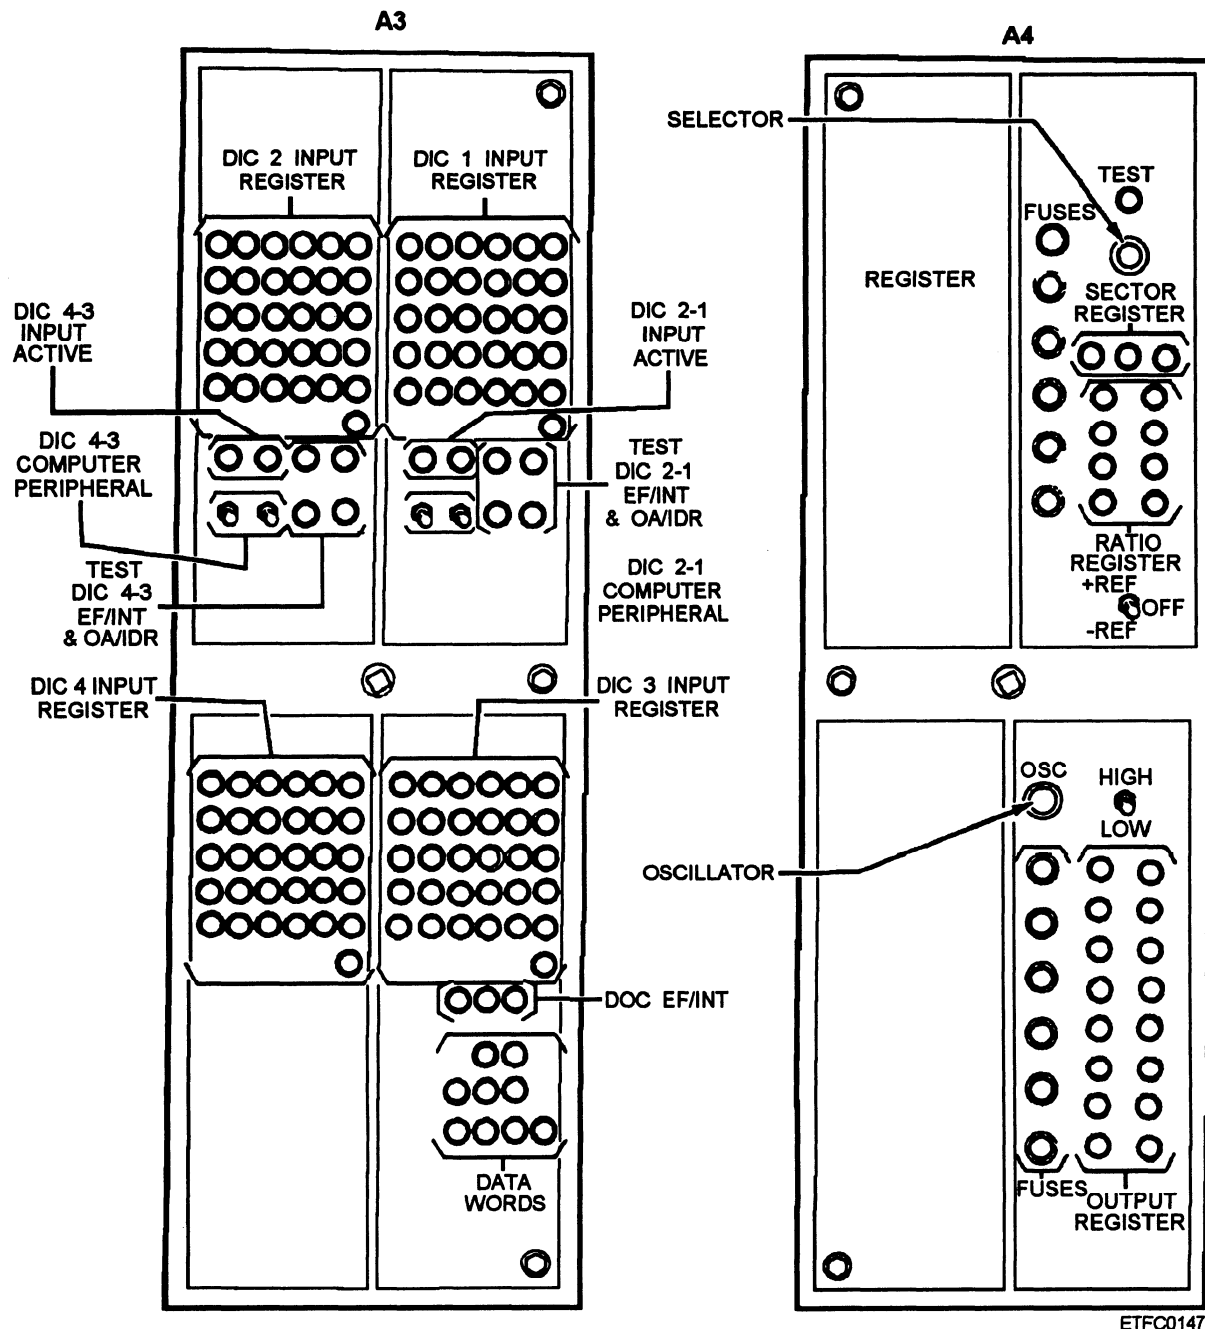 A3
DIC 2 INPUT
REGISTER
DIC 1 INPUT
REGISTER
DIC 4-3
INPUT
ACTIVE
DIC 2-1
INPUT
ACTIVE
DIC 4-3
COMPUTER
PERIPHERAL
TEST
DIC 2-1
EF/INT
& OA/IDR
TEST
DIC 4-3
EF/INT
& OA/IDR
DIC 2-1
COMPUTER
PERIPHERAL
DIC 4 INPUT
REGISTER
DIC 3 INPUT
REGISTER
DOC EF/INT
DATA
WORDS
A4
SELECTOR
TEST
FUSES
REGISTER
SECTOR
REGISTER
RATIO
REGISTER
+REF
OFF
-REF
OSC
HIGH
LOW
OSCILLATOR
FUSES
OUTPUT
REGISTER
ETFC0147